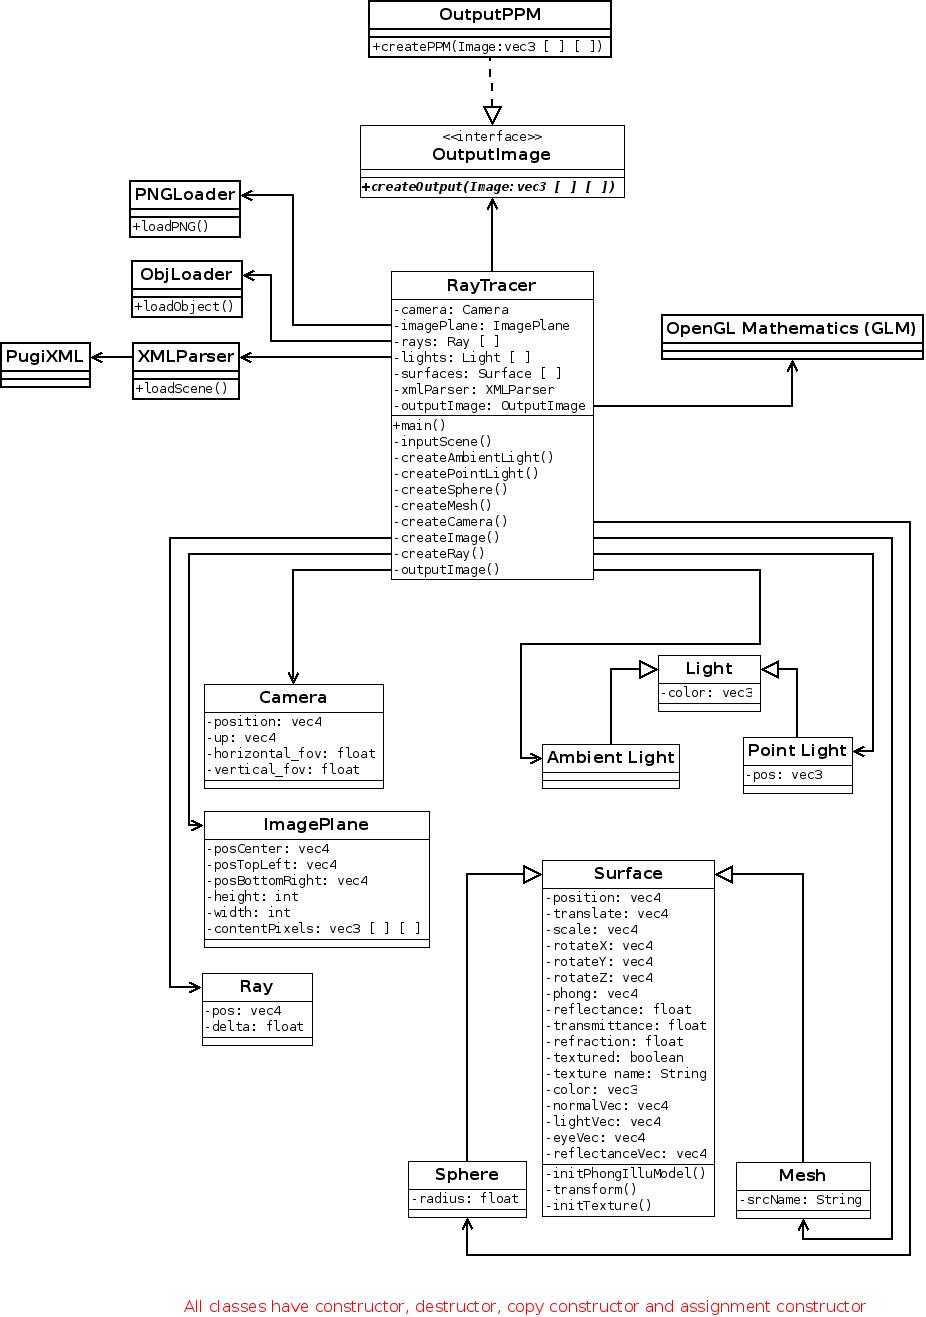 OutputPPM
+createPPM(Image:vec3 [ ] [ ])
<<interface>>
OutputImage
+createOutput(Image:vec3 [ ] [ ])
PNGLoader
+loadPNG()
ObjLoader
+loadObject()
PugiXML
XMLParser
+loadScene()
RayTracer
-camera: Camera
-imagePlane: ImagePlane
-rays: Ray [ ]
-lights: Light [ ]
-surfaces: Surface [ ]
-xmlParser: XMLParser
-outputImage: OutputImage
+main()
-inputScene()
-createAmbientLight()
-createPointLight()
-createSphere()
-createMesh()
-createCamera()
-createImage()
-createRay()
-outputImage()
OpenGL Mathematics (GLM)
Camera
-position: vec4
-up: vec4
-horizontal_fov: float
-vertical_fov: float
Light
-color: vec3
Ambient Light
Point Light
-pos: vec3
ImagePlane
-posCenter: vec4
-posTopLeft: vec4
-posBottomRight: vec4
-height: int
-width: int
-contentPixels: vec3 [ ] [ ]
Ray
-pos: vec4
-delta: float
Surface
-position: vec4
-translate: vec4
-scale: vec4
-rotateX: vec4
-rotateY: vec4
-rotateZ: vec4
-phong: vec4
-reflectance: float
-transmittance: float
-refraction: float
-textured: boolean
-texture name: String
-color: vec3
-normalVec: vec4
-lightVec: vec4
-eyeVec: vec4
-reflectanceVec: vec4
-initPhongIlluModel()
-transform()
-initTexture()
Sphere
-radius: float
Mesh
-srcName: String
All classes have constructor, destructor, copy constructor and assignment constructor